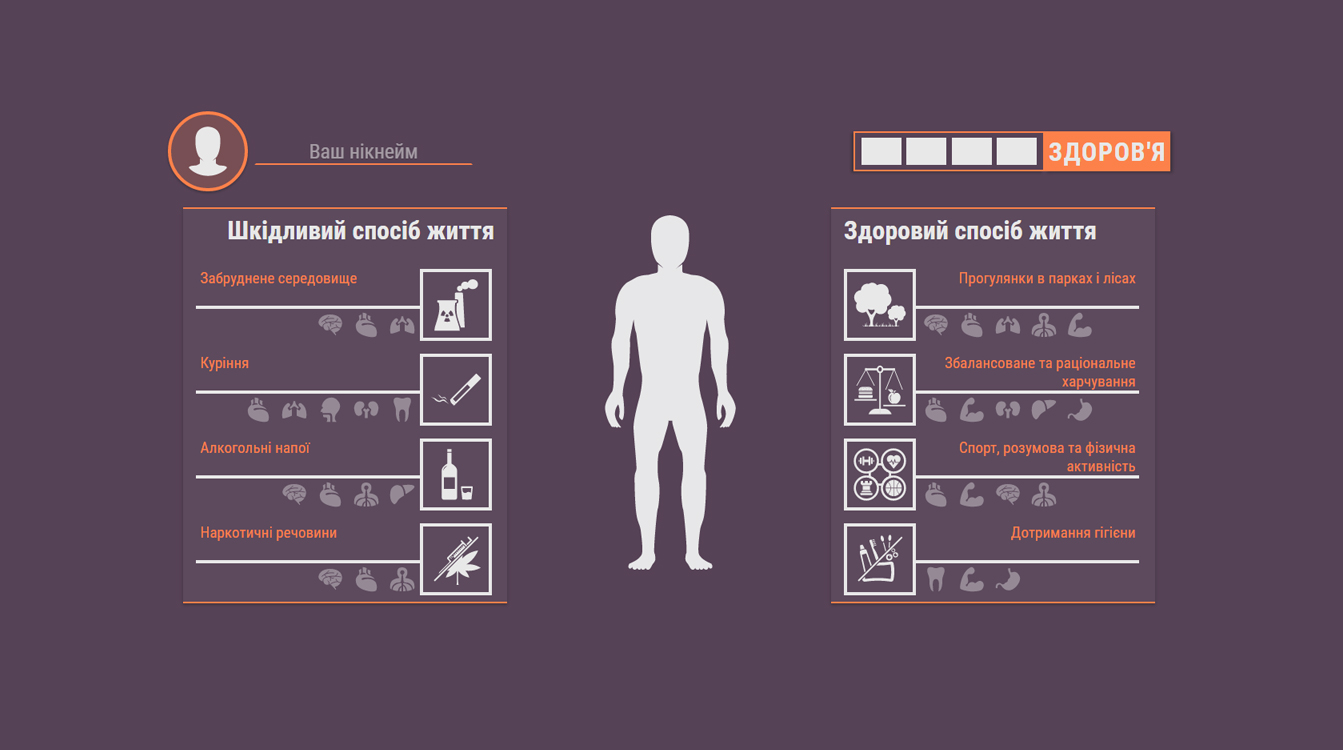 Ваш нікнейм
ЗДОРОВ'Я
Шкідливий спосіб життя
Забруднене середовище
Куріння
Алкогольні напої
Наркотичні речовини
Здоровий спосіб життя
Прогулянки в парках і лісах
Збалансоване та раціональне
харчування
Спорт, розумова та фізична
активність
Дотримання гігієни